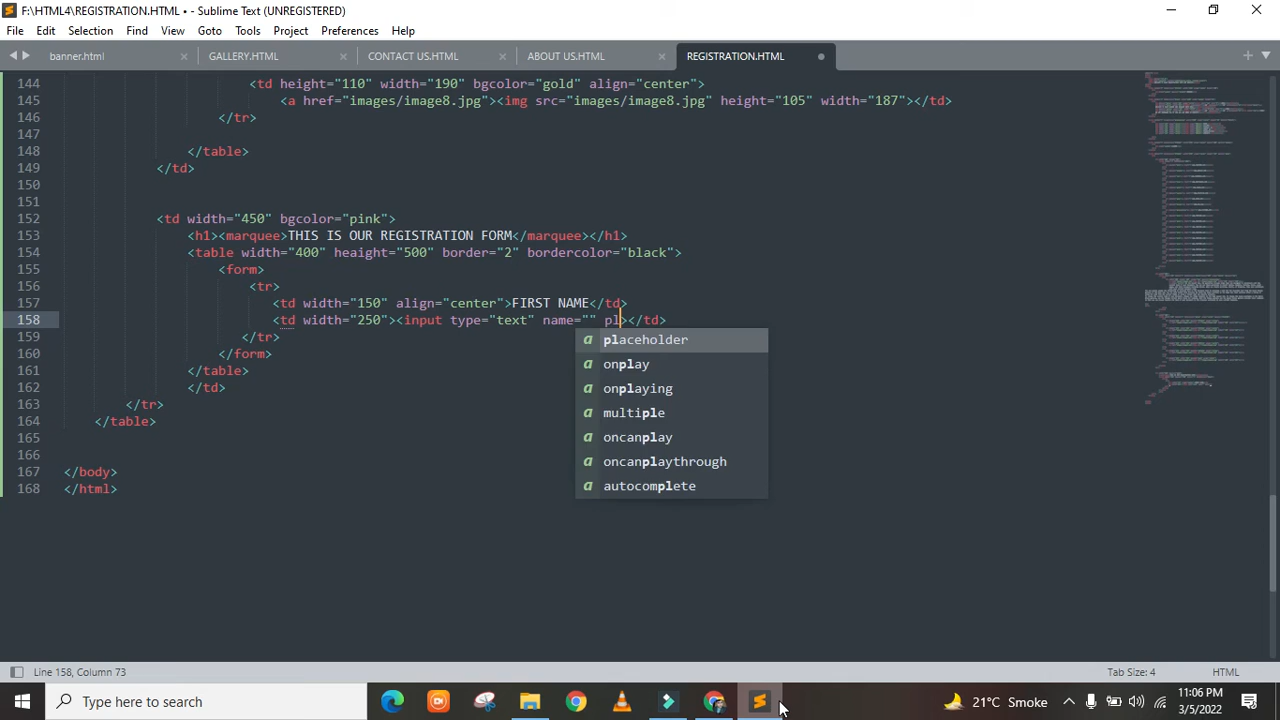 F:\HTML4\REGISTRATION.HTML • - Sublime Text (UNREGISTERED)
File Edit Selection Find View Goto Tools Project Preferences Help
banner.html GALLERY.HTML CONTACT US.HTML ABOUT US.HTML REGISTRATION.HTML
144 <td height="110" width="190" bgcolor="gold" align="center">
145 <a href="images/image8.jpg"><img src="images/image8.jpg" height="105" width="187"></td>
146 </tr>
147
148 </table>
149 </td>
150
151
152 <td width="450" bgcolor="pink">
153 <h1><marquee>THIS IS OUR REGISTRATION FORM</marquee></h1>
154 <table width="400" heaight="500" border="5" bordercolor="black">
155 <form>
156 <tr>
157 <td width="150" align="center">FIRST NAME</td>
158 <td width="250"><input type="text" name="" pl></td>
159 </tr>
160 </form>
161 </table>
162 </td>
163 </tr>
164 </table>
165
166
167 </body>
168 </html>
a placeholder
a onplay
a onplaying
a multiple
a oncanplay
a oncanplaythrough
a autocomplete
Line 158, Column 73 Tab Size: 4 HTML
Type here to search 21°C Smoke 11:06 PM
3/5/2022